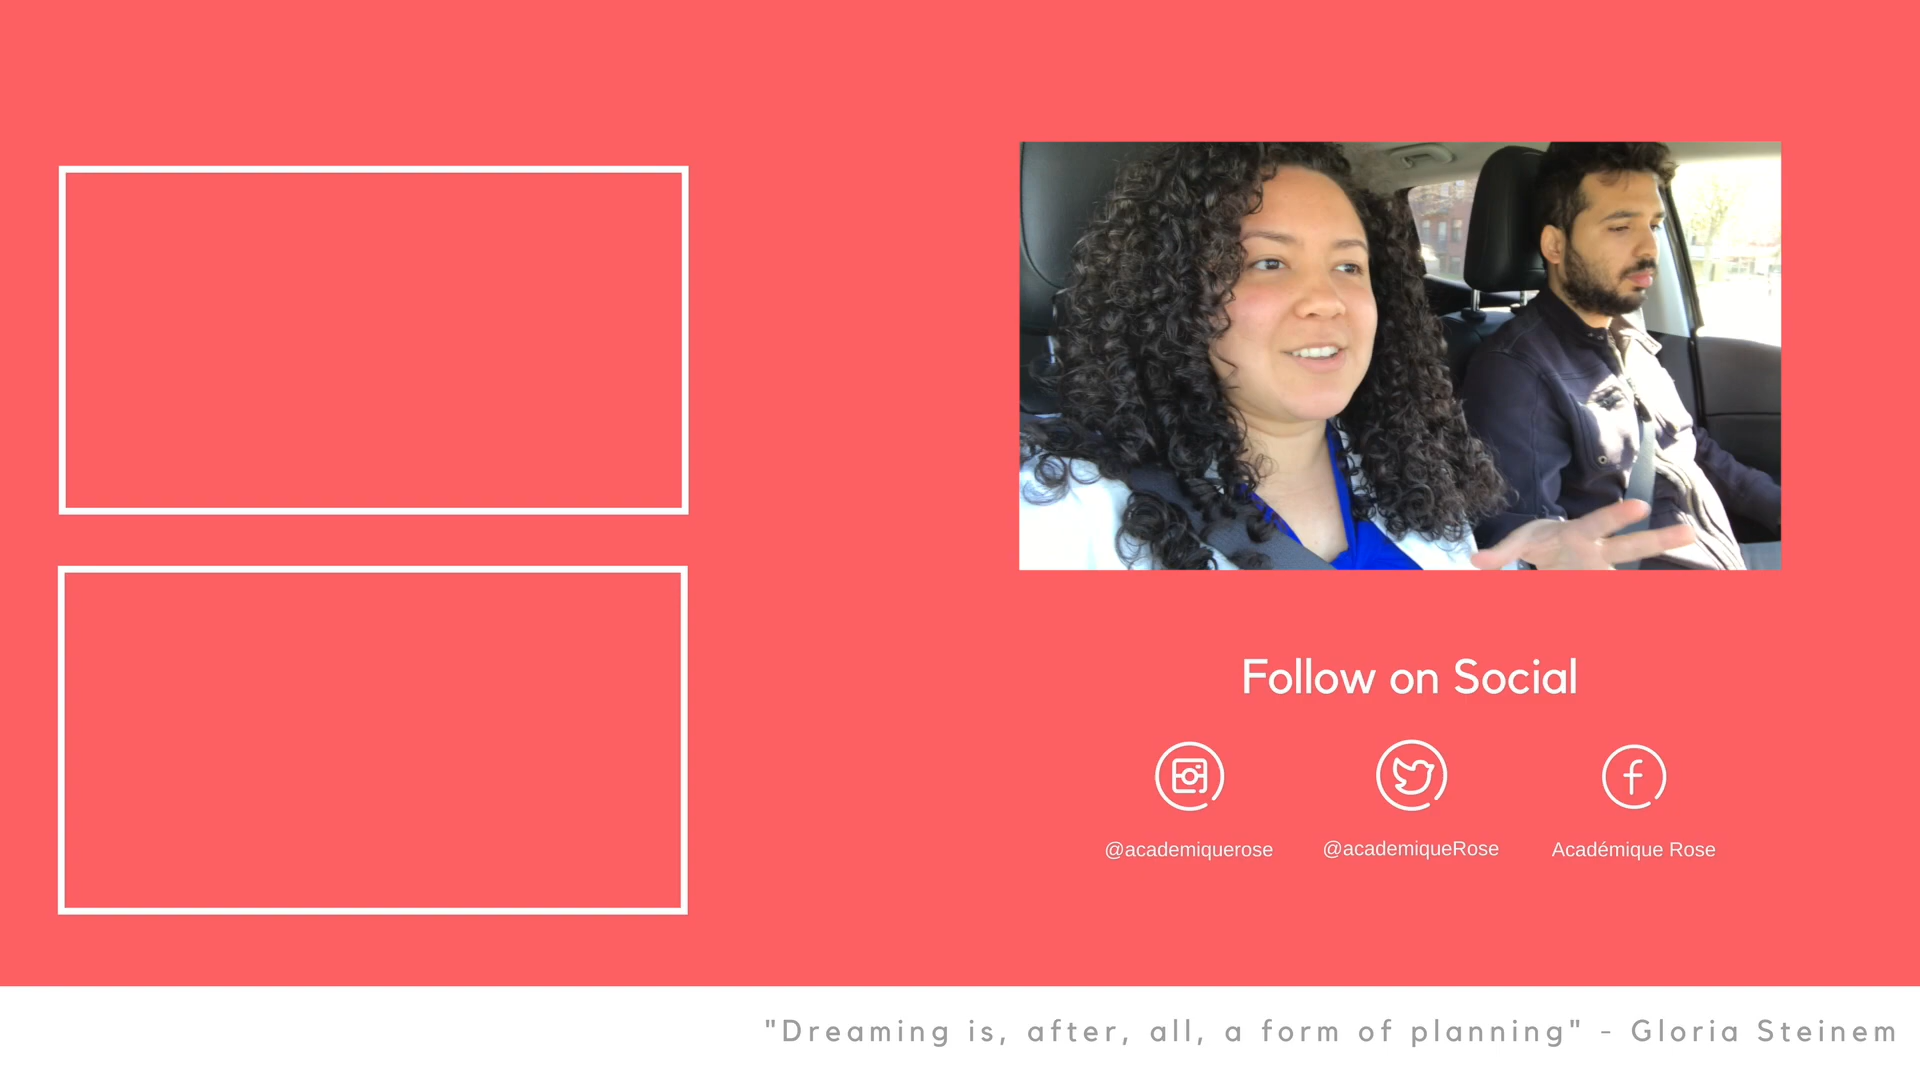 Follow on Social
@academiquerose
@academiqueRose
Académique Rose
"Dreaming is, after, all, a form of planning" - Gloria Steinem